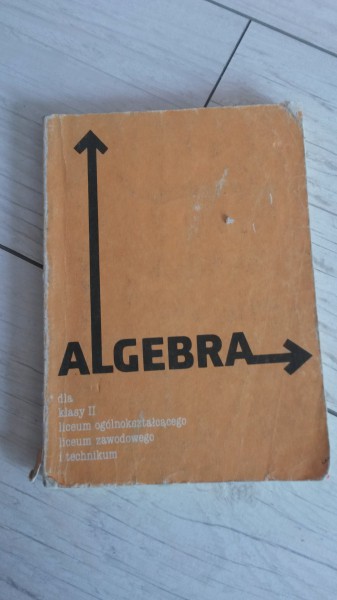 ALGEBRA
dla
klasy II
liceum ogólnokształcącego
liceum zawodowego
i technikum